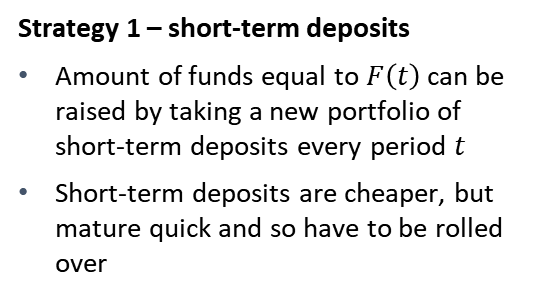 Strategy 1 – short-term deposits
• Amount of funds equal to F(t) can be
raised by taking a new portfolio of
short-term deposits every period t
• Short-term deposits are cheaper, but
mature quick and so have to be rolled
over